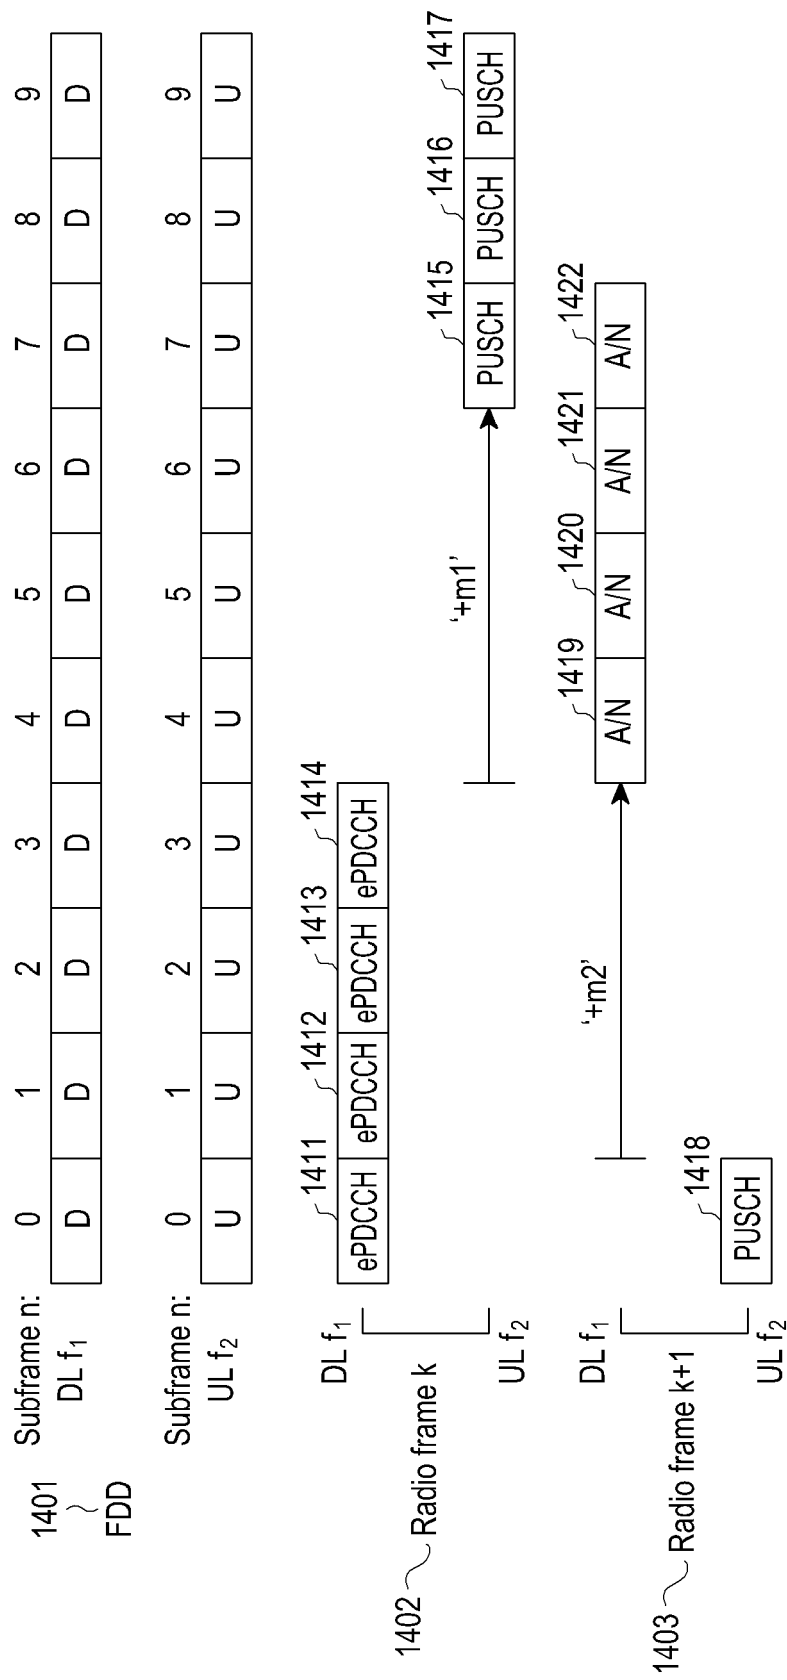 1401
FDD
Subframe n: 0 1 2 3 4 5 6 7 8 9
DL f₁ D D D D D D D D D D
Subframe n: 0 1 2 3 4 5 6 7 8 9
UL f₂ U U U U U U U U U U
1402
Radio frame k
DL f₁
1411 1412 1413 1414
ePDCCH ePDCCH ePDCCH ePDCCH
‘+m1’
UL f₂
1415 1416 1417
PUSCH PUSCH PUSCH
1403
Radio frame k+1
DL f₁
‘+m2’
1419 1420 1421 1422
A/N A/N A/N A/N
UL f₂
1418
PUSCH